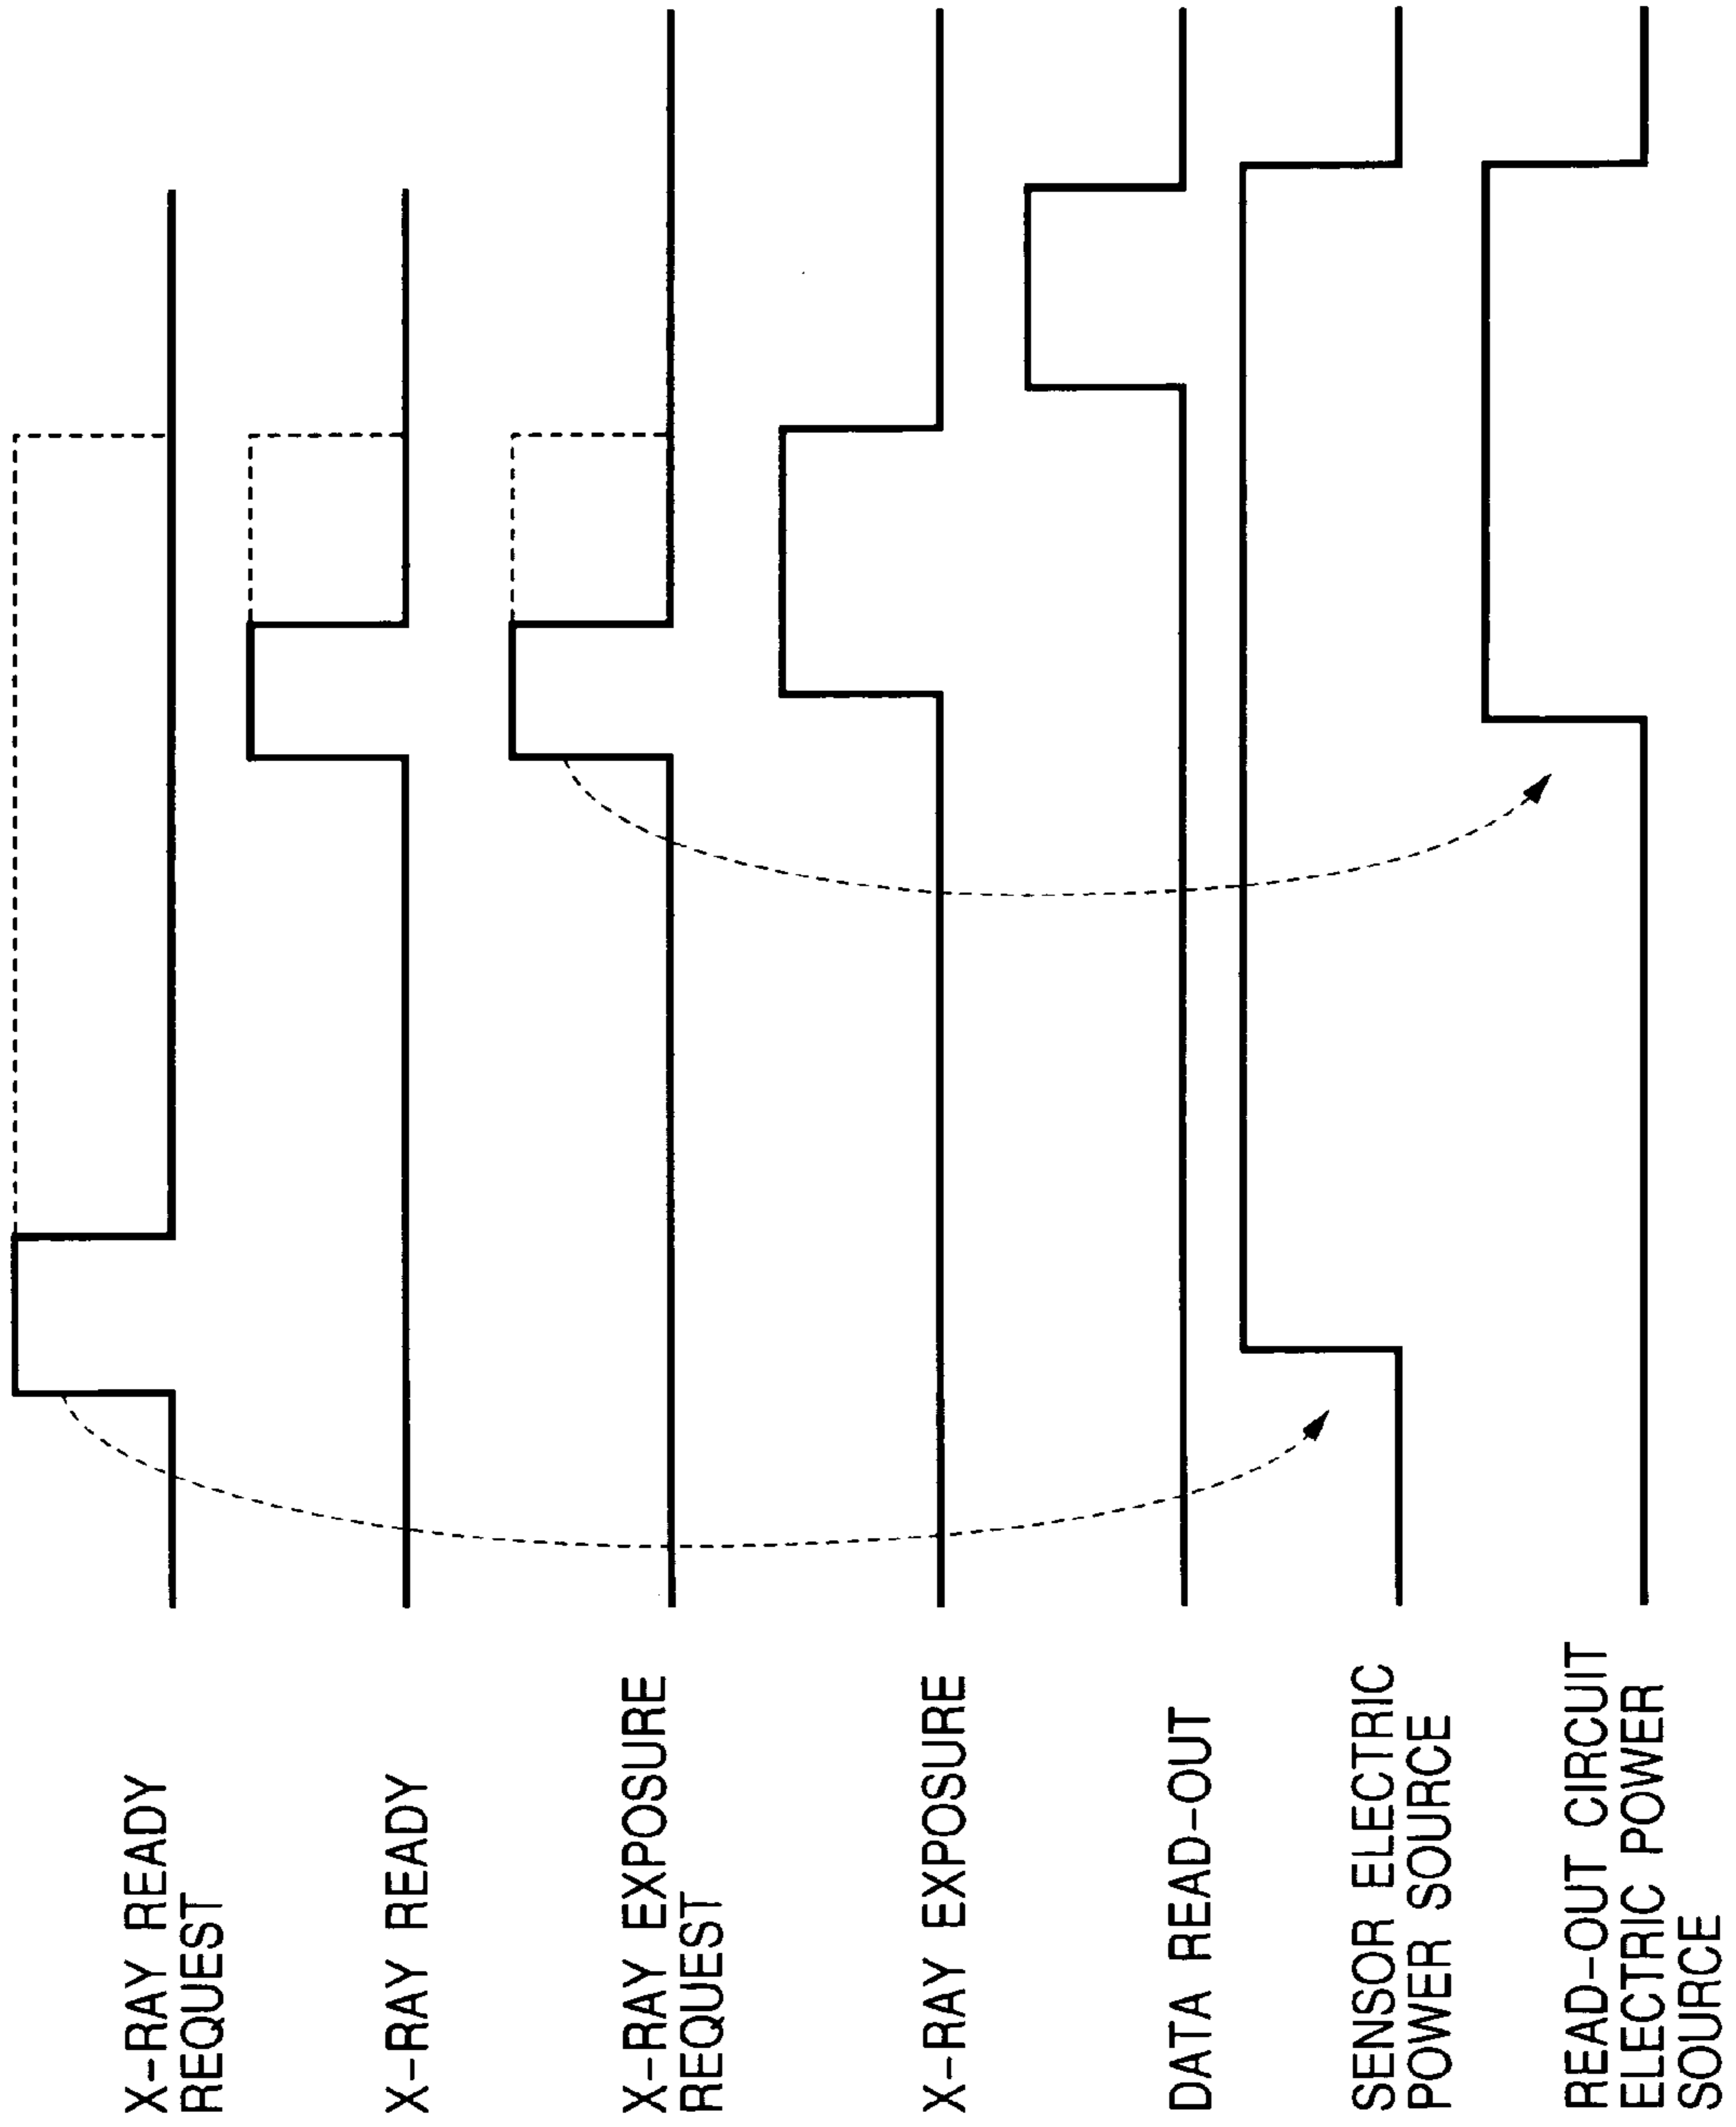 X-RAY READY
REQUEST
X-RAY READY
X-RAY EXPOSURE
REQUEST
X-RAY EXPOSURE
DATA READ-OUT
SENSOR ELECTRIC
POWER SOURCE
READ-OUT CIRCUIT
ELECTRIC POWER
SOURCE